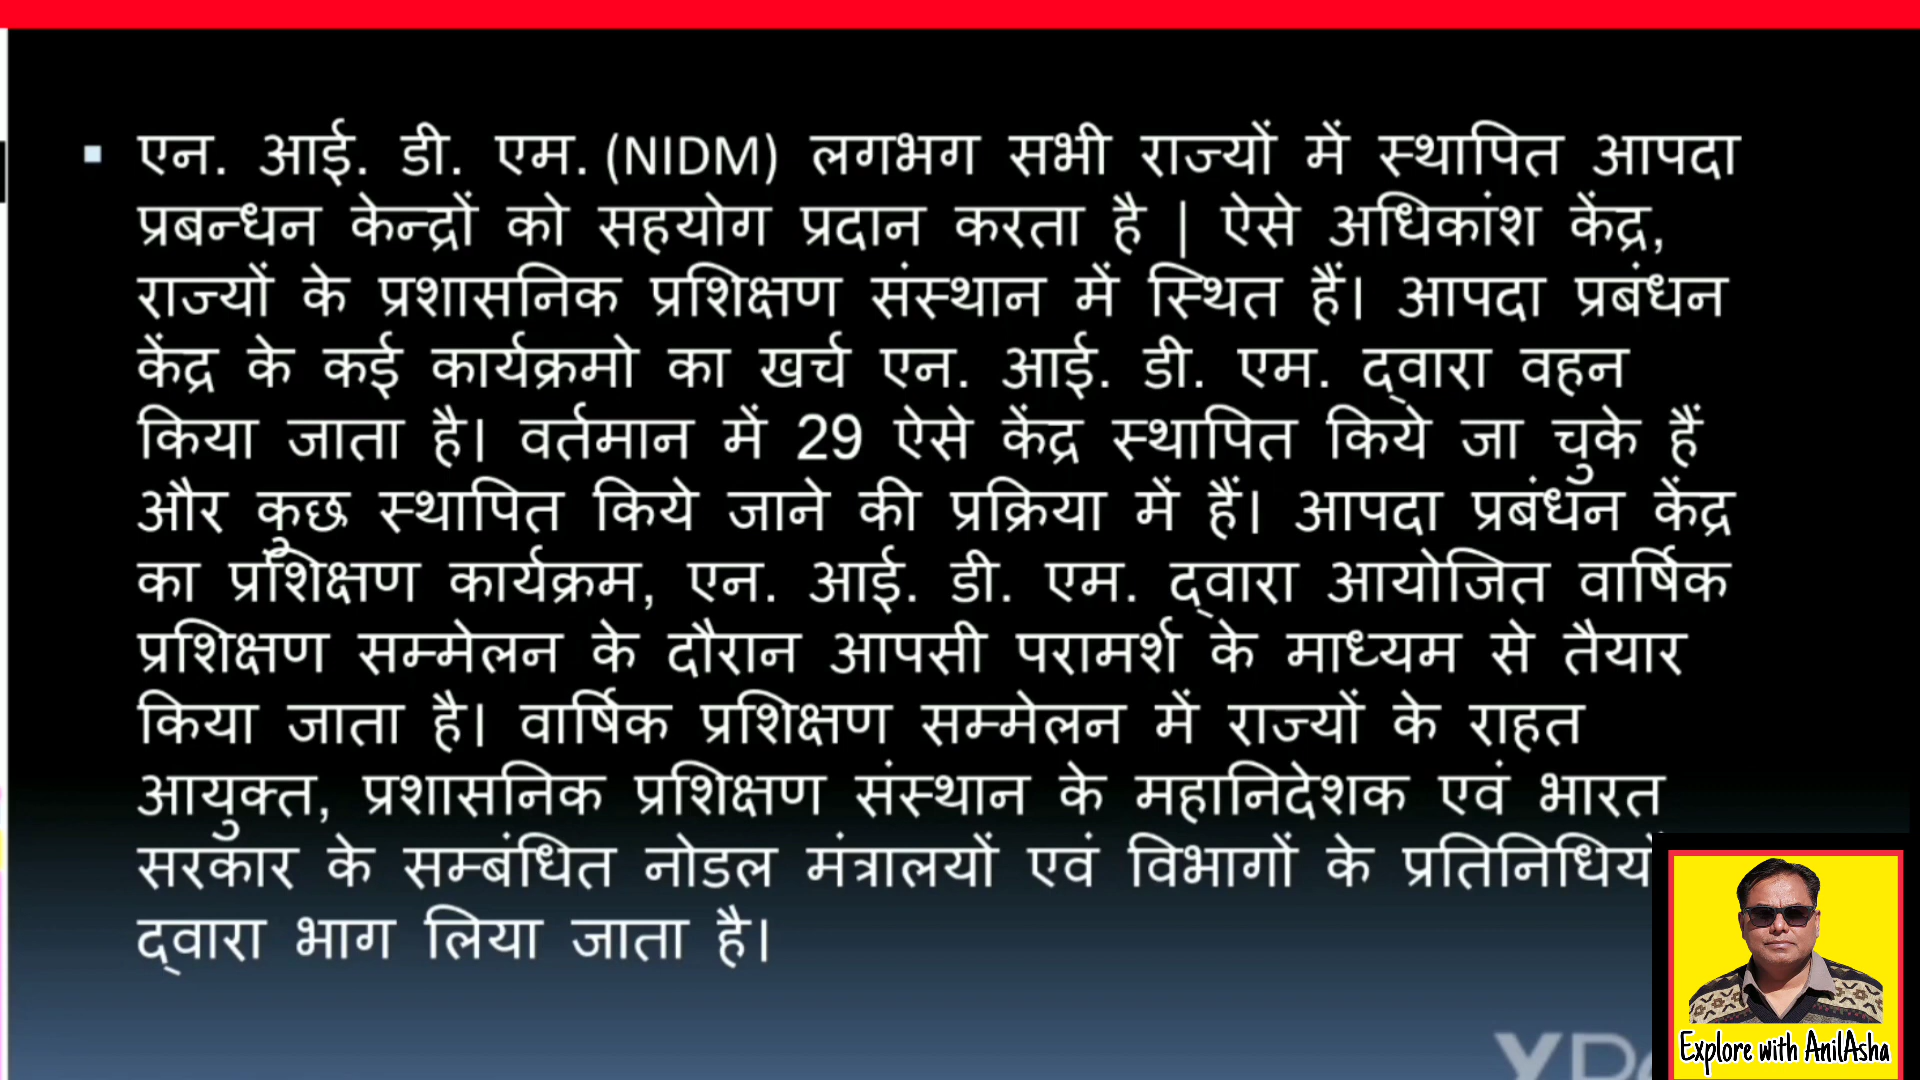 ▪ एन. आई. डी. एम. (NIDM) लगभग सभी राज्यों में स्थापित आपदा
प्रबन्धन केन्द्रों को सहयोग प्रदान करता है | ऐसे अधिकांश केंद्र,
राज्यों के प्रशासनिक प्रशिक्षण संस्थान में स्थित हैं। आपदा प्रबंधन
केंद्र के कई कार्यक्रमो का खर्च एन. आई. डी. एम. द्वारा वहन
किया जाता है। वर्तमान में 29 ऐसे केंद्र स्थापित किये जा चुके हैं
और कुछ स्थापित किये जाने की प्रक्रिया में हैं। आपदा प्रबंधन केंद्र
का प्रशिक्षण कार्यक्रम, एन. आई. डी. एम. द्वारा आयोजित वार्षिक
प्रशिक्षण सम्मेलन के दौरान आपसी परामर्श के माध्यम से तैयार
किया जाता है। वार्षिक प्रशिक्षण सम्मेलन में राज्यों के राहत
आयुक्त, प्रशासनिक प्रशिक्षण संस्थान के महानिदेशक एवं भारत
सरकार के सम्बंधित नोडल मंत्रालयों एवं विभागों के प्रतिनिधियों
द्वारा भाग लिया जाता है।
Explore with AnilAsha